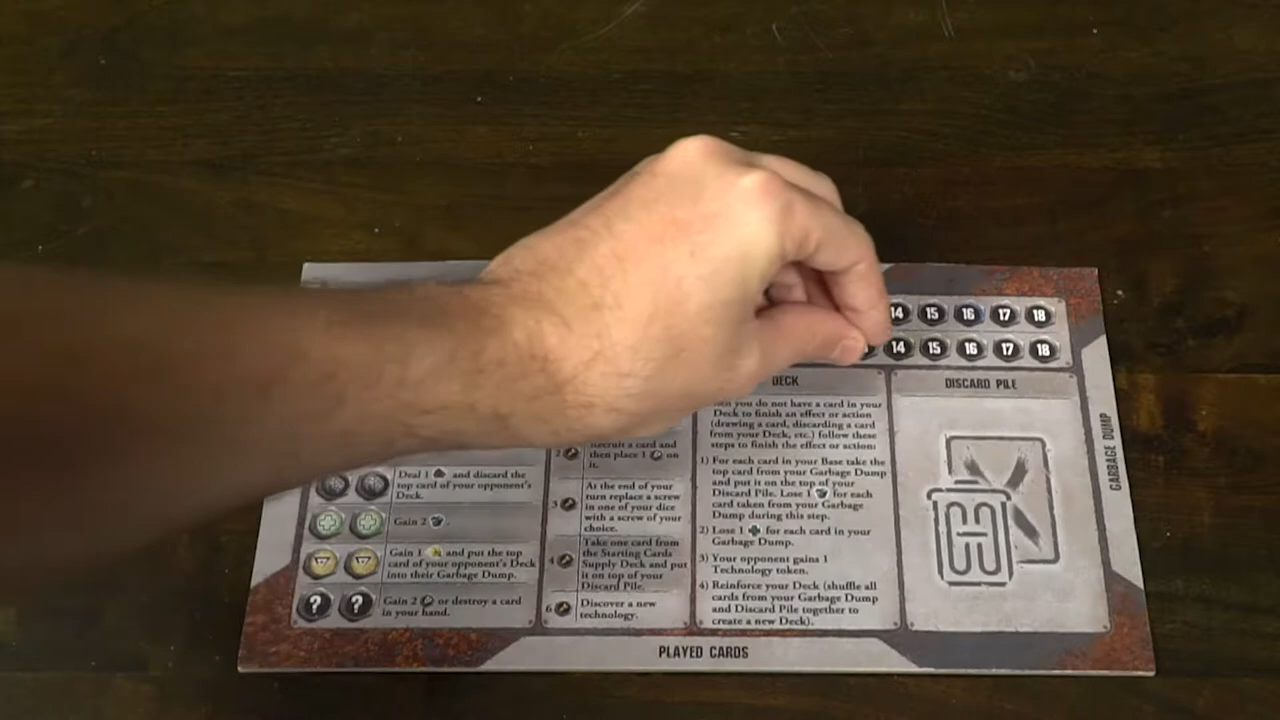 14 15 16 17 18
14 15 16 17 18
DECK
DISCARD PILE
you do not have a card in your
Deck to finish an effect or action
(drawing a card, discarding a card
from your Deck, etc.) follow these
steps to finish the effect or action:
1) For each card in your Base take the
top card from your Garbage Dump
and put it on the top of your
Discard Pile. Lose 1 for each
card taken from your Garbage
Dump during this step.
2) Lose 1 for each card in your
Garbage Dump.
3) Your opponent gains 1
Technology token.
4) Reinforce your Deck (shuffle all
cards from your Garbage Dump
and Discard Pile together to
create a new Deck).
2
Recruit a card and
then place 1 on
it.
3
At the end of your
turn replace a screw
in one of your dice
with a screw of your
choice.
4
Take one card from
the Starting Cards
Supply Deck and put
it on top of your
Discard Pile.
6
Discover a new
technology.
Deal 1 and discard the
top card of your opponent's
Deck.
Gain 2 .
Gain 1 and put the top
card of your opponent's Deck
into their Garbage Dump.
? ?
Gain 2 or destroy a card
in your hand.
GARBAGE DUMP
PLAYED CARDS